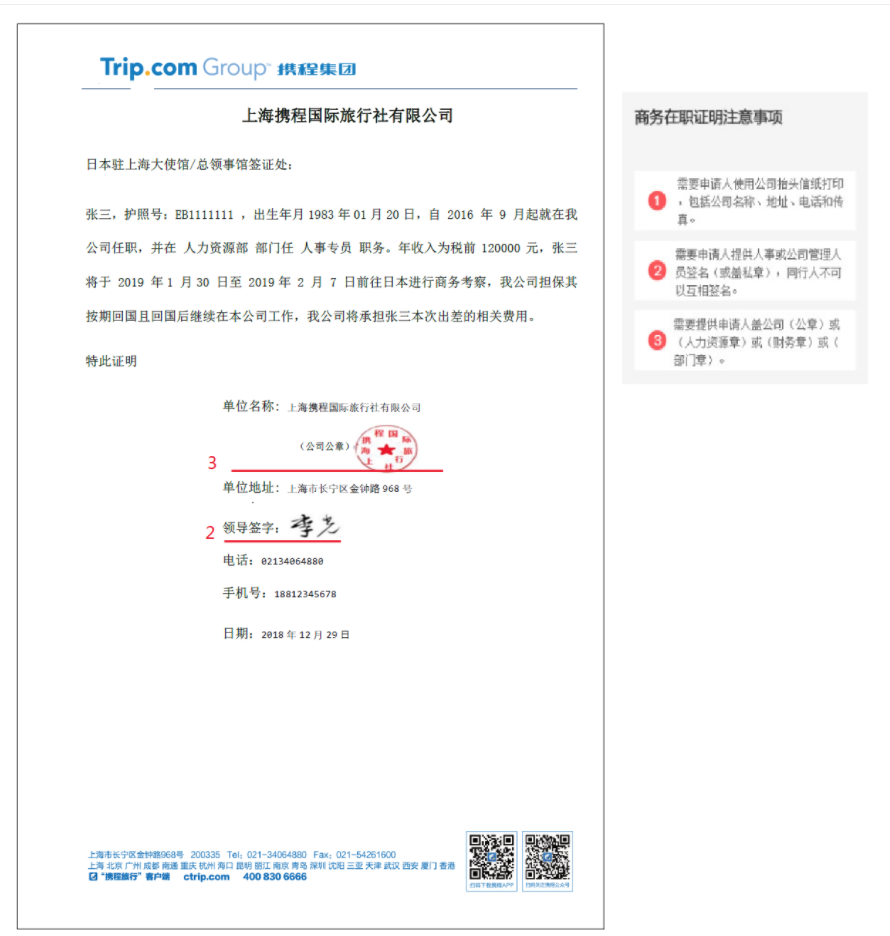 Trip.com Group 携程集团
上海携程国际旅行社有限公司
日本驻上海大使馆/总领事馆签证处:
张三, 护照号: EB1111111 , 出生年月 1983 年 01 月 20 日, 自 2016 年 9 月起就在我
公司任职, 并在 人力资源部 部门任 人事专员 职务。年收入为税前 120000 元, 张三
将于 2019 年 1 月 30 日至 2019 年 2 月 7 日前往日本进行商务考察, 我公司担保其
按期回国且回国后继续在本公司工作, 我公司将承担张三本次出差的相关费用。
特此证明
单位名称: 上海携程国际旅行社有限公司
(公司公章)
上海携程国际旅行社
3
单位地址: 上海市长宁区金钟路 968 号
2 领导签字: 李光
电话: 02134064880
手机号: 18812345678
日期: 2018 年 12 月 29 日
上海市长宁区金钟路968号 200335 Tel: 021-34064880 Fax: 021-54261600
上海 北京 广州 成都 南通 重庆 杭州 海口 昆明 丽江 南京 青岛 深圳 沈阳 三亚 天津 武汉 西安 厦门 香港
“携程旅行”客户端 ctrip.com 400 830 6666
扫码下载携程APP
扫码关注携程公众号
商务在职证明注意事项
1 需要申请人使用公司抬头信纸打印
, 包括公司名称、地址、电话和传
真。
2 需要申请人提供人事或公司管理人
员签名(或盖私章), 同行人不可
以互相签名。
3 需要提供申请人盖公司(公章)或
(人力资源章)或(财务章)或(
部门章)。